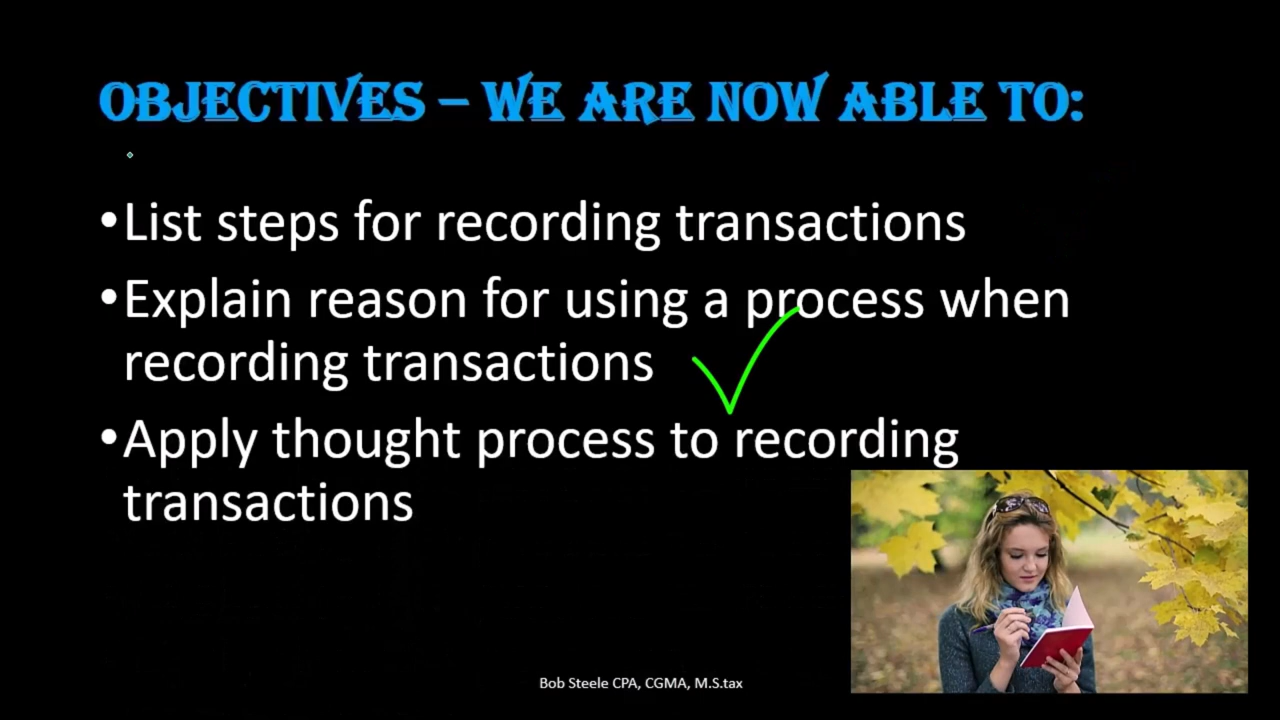 OBJECTIVES – WE ARE NOW ABLE TO:
•List steps for recording transactions
•Explain reason for using a process when
recording transactions
•Apply thought process to recording
transactions
Bob Steele CPA, CGMA, M.S.tax